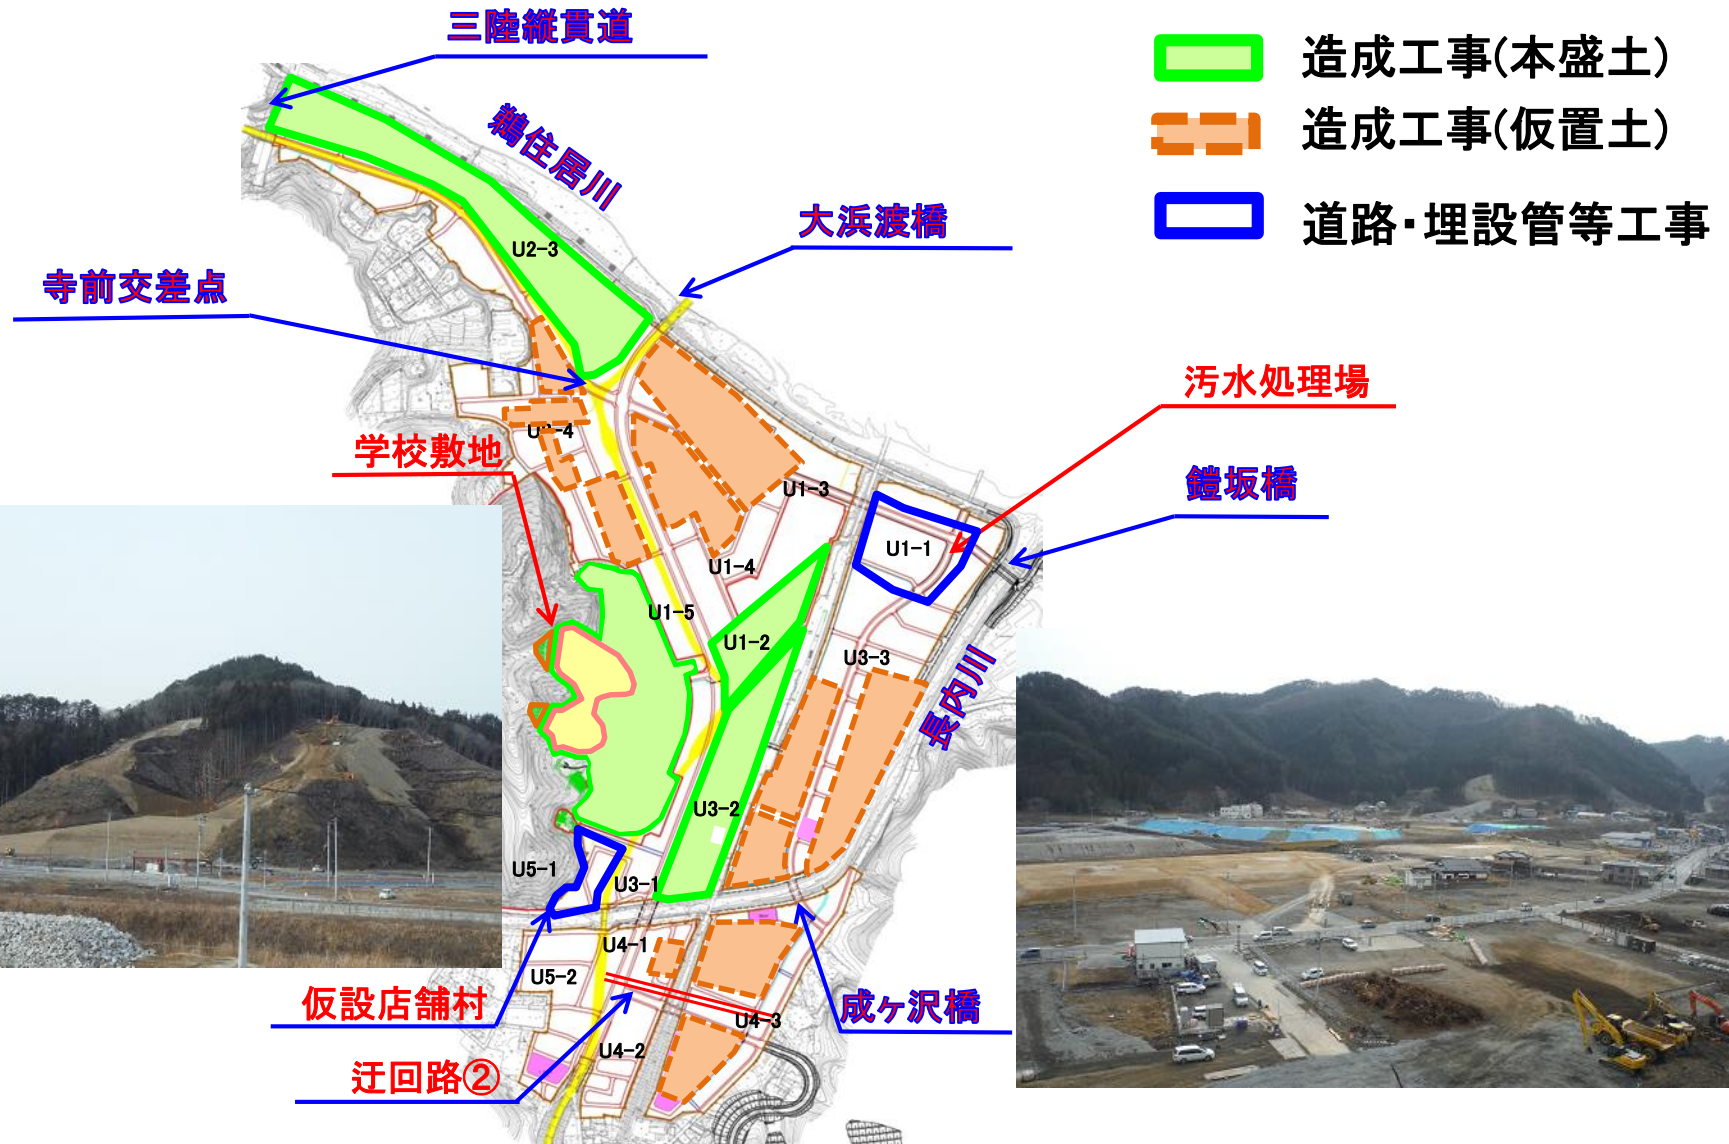 三陸縦貫道
造成工事(本盛土)
造成工事(仮置土)
道路・埋設管等工事
鵜住居川
大浜渡橋
寺前交差点
U2-3
汚水処理場
学校敷地
鎧坂橋
U1-3
U1-1
U1-4
U1-5
U1-2
U3-3
長内川
U3-2
U5-1
U3-1
U4-1
U5-2
仮設店舗村
成ヶ沢橋
U4-3
U4-2
迂回路②